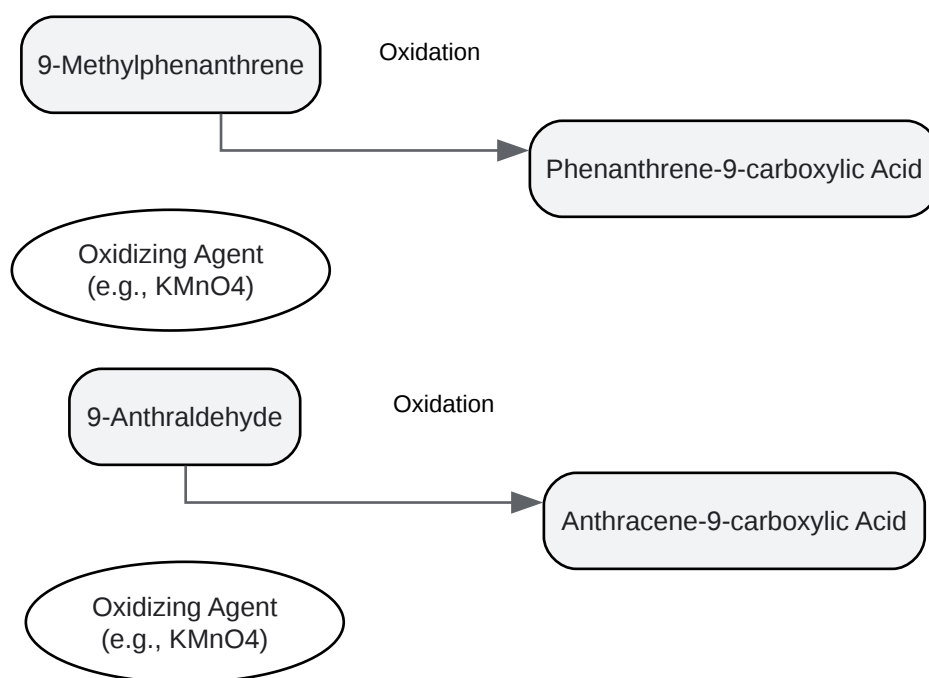 9-Methylphenanthrene
Oxidation
Phenanthrene-9-carboxylic Acid
Oxidizing Agent
(e.g., KMnO4)
9-Anthraldehyde
Oxidation
Anthracene-9-carboxylic Acid
Oxidizing Agent
(e.g., KMnO4)